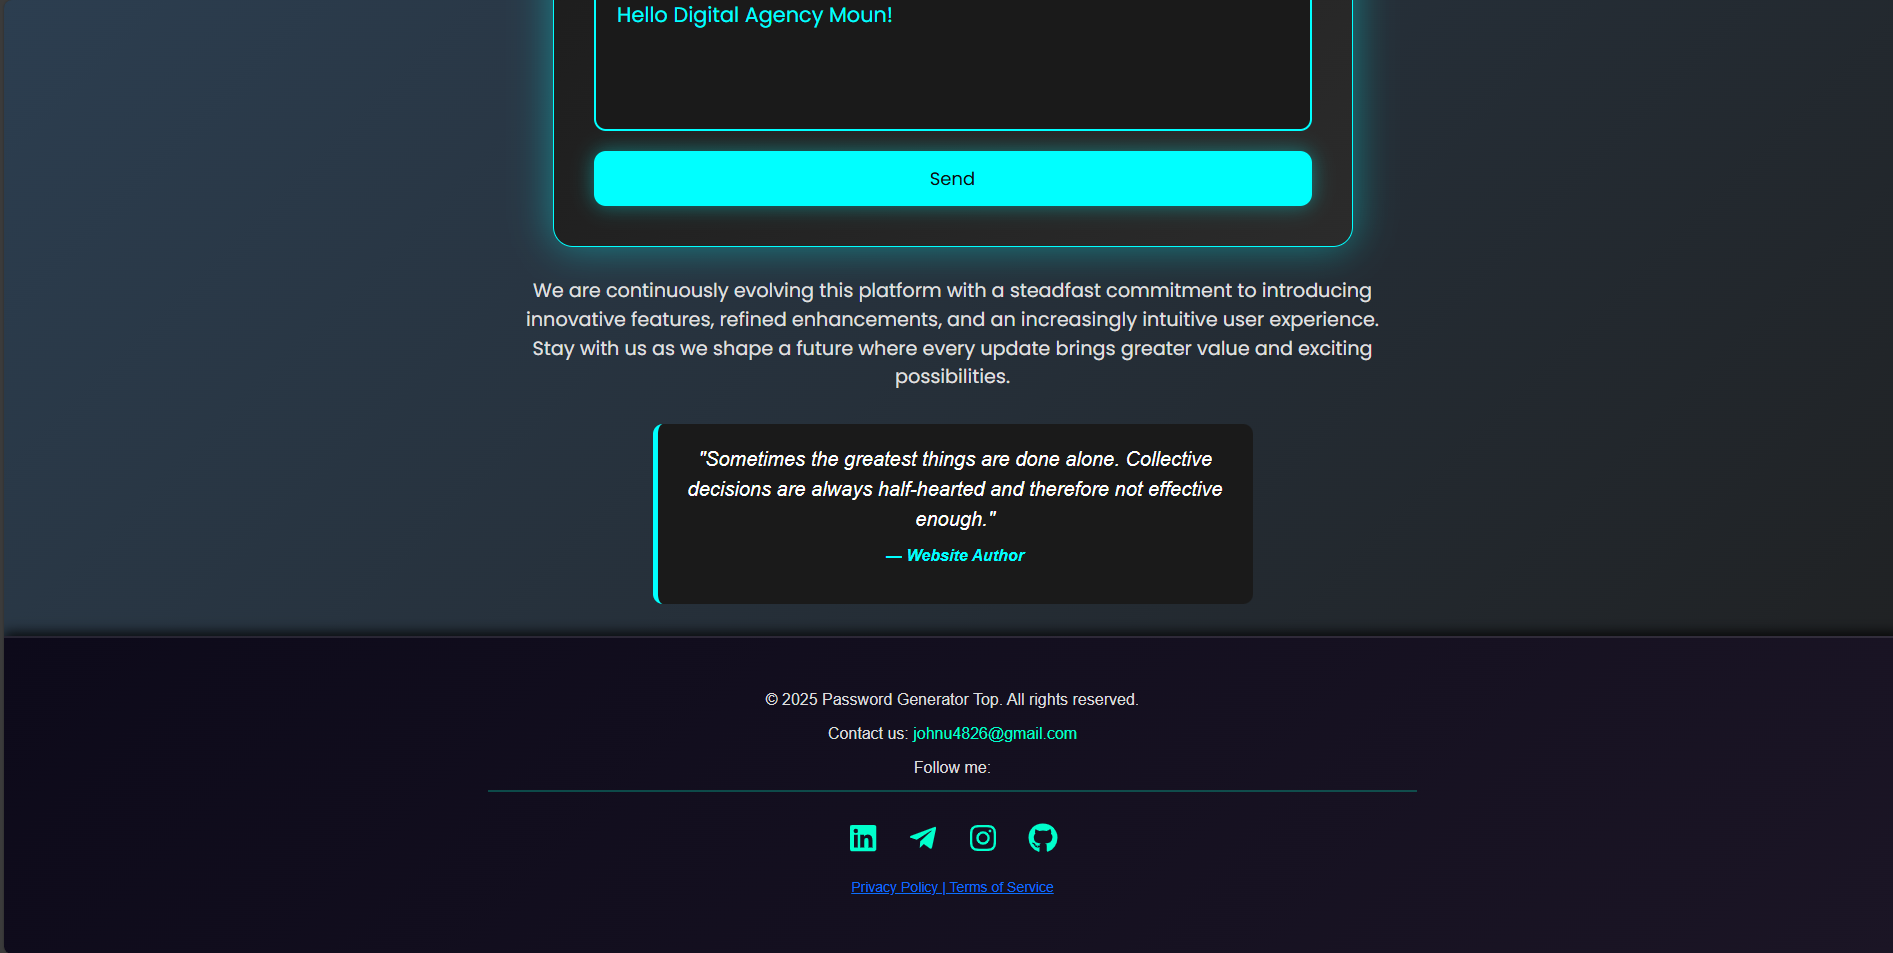 Hello Digital Agency Moun!
Send
We are continuously evolving this platform with a steadfast commitment to introducing
innovative features, refined enhancements, and an increasingly intuitive user experience.
Stay with us as we shape a future where every update brings greater value and exciting
possibilities.
"Sometimes the greatest things are done alone. Collective
decisions are always half-hearted and therefore not effective
enough."
— Website Author
© 2025 Password Generator Top. All rights reserved.
Contact us: johnu4826@gmail.com
Follow me:
in
Privacy Policy | Terms of Service